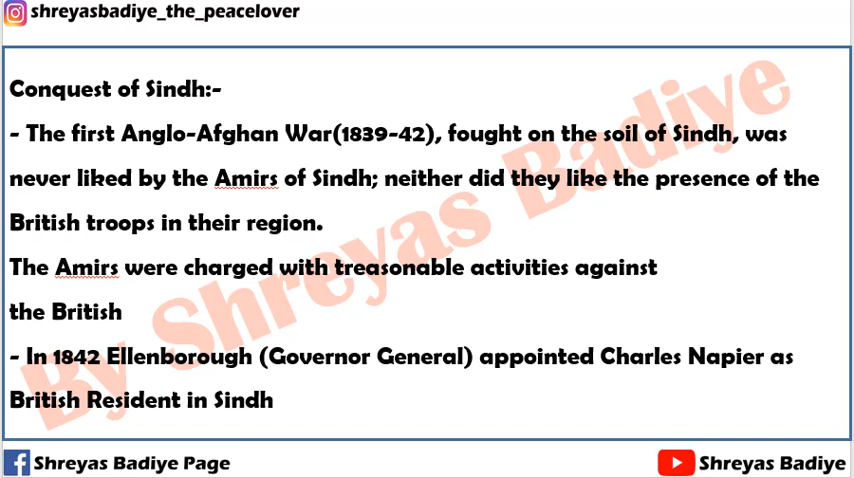 shreyasbadiye_the_peacelover
Conquest of Sindh:-
- The first Anglo-Afghan War(1839-42), fought on the soil of Sindh, was
never liked by the Amirs of Sindh; neither did they like the presence of the
British troops in their region.
The Amirs were charged with treasonable activities against
the British
- In 1842 Ellenborough (Governor General) appointed Charles Napier as
British Resident in Sindh
By Shreyas Badiye
Shreyas Badiye Page
Shreyas Badiye